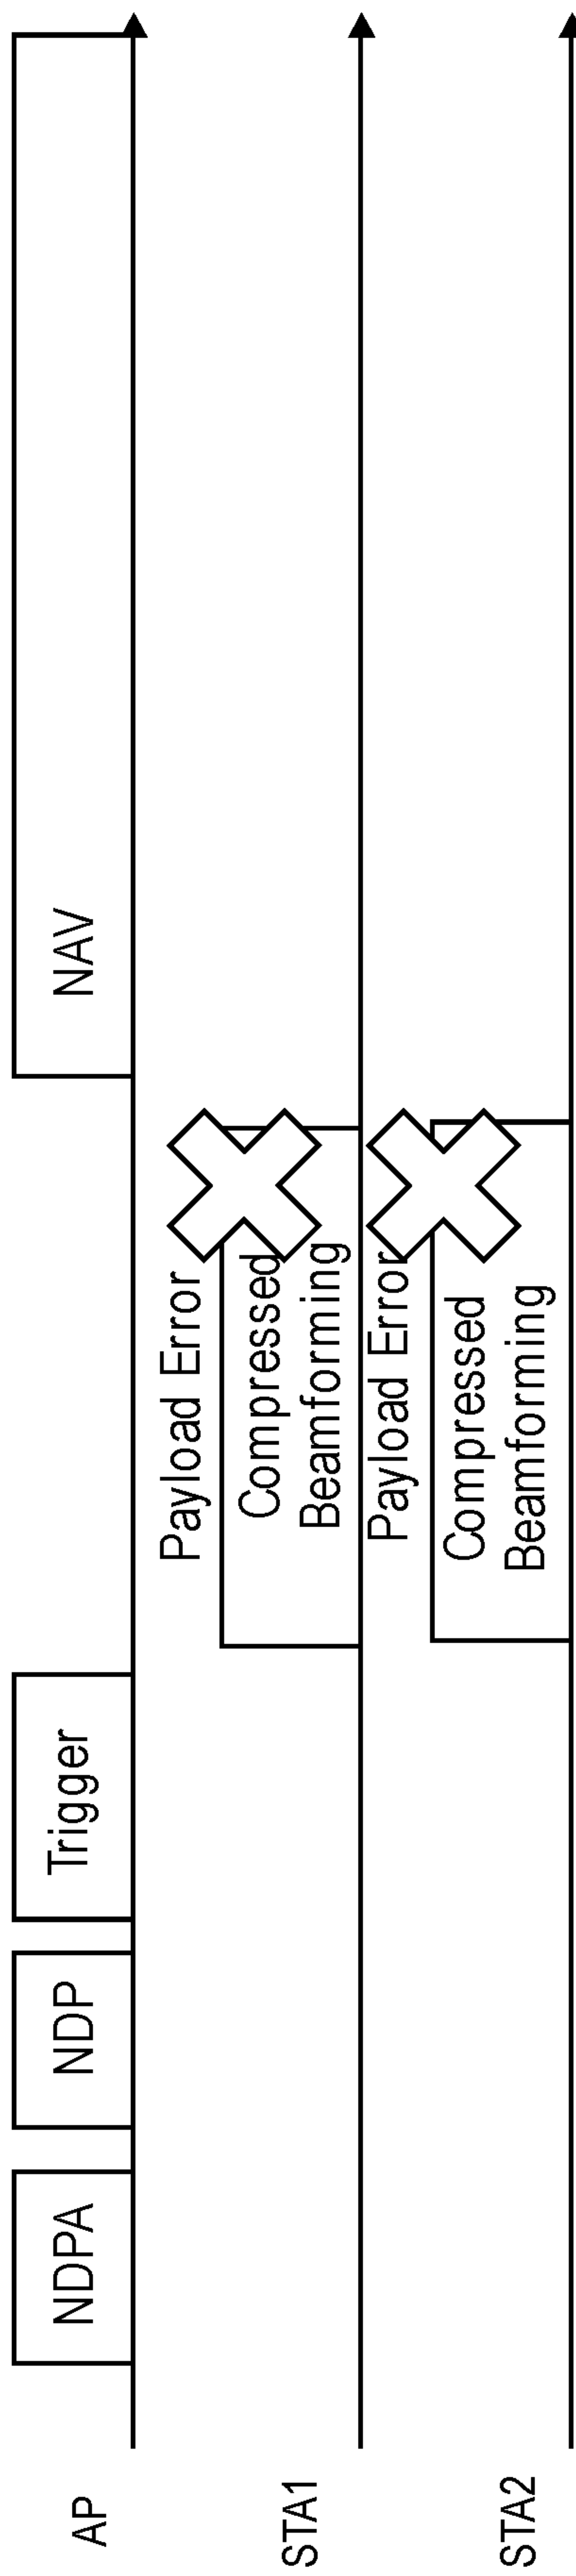 AP
NDPA
NDP
Trigger
NAV
STA1
Payload Error
Compressed
Beamforming
STA2
Payload Error
Compressed
Beamforming